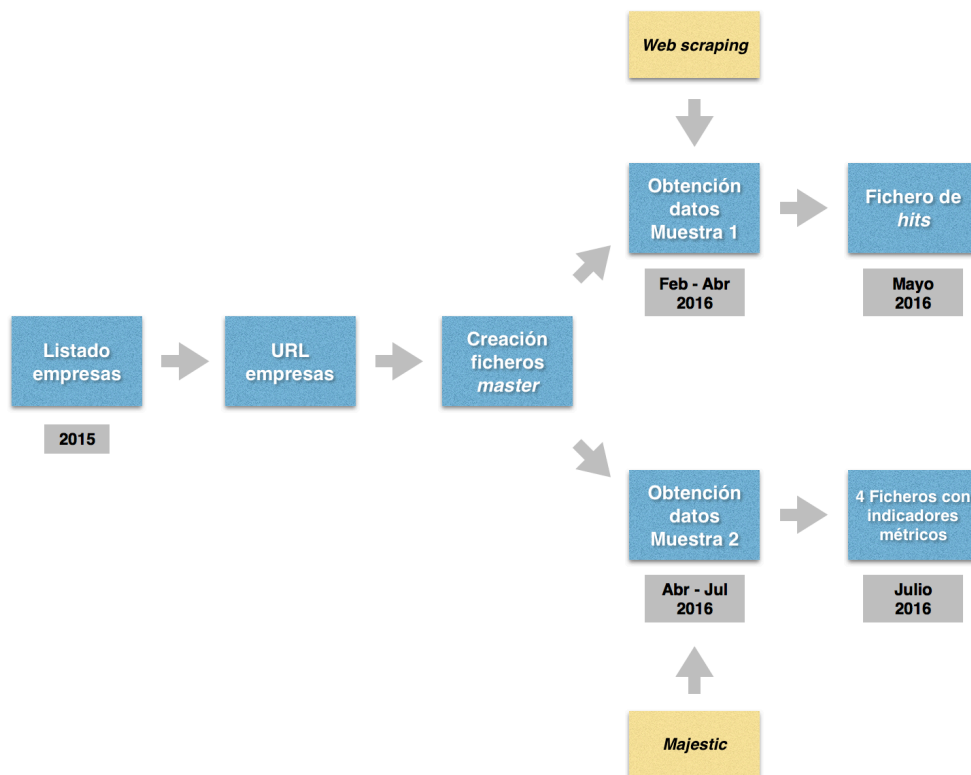 Web scraping
Obtención
datos
Muestra 1
Fichero de
hits
Feb - Abr
2016
Mayo
2016
Listado
empresas
URL
empresas
Creación
ficheros
master
2015
Obtención
datos
Muestra 2
4 Ficheros con
indicadores
métricos
Abr - Jul
2016
Julio
2016
Majestic